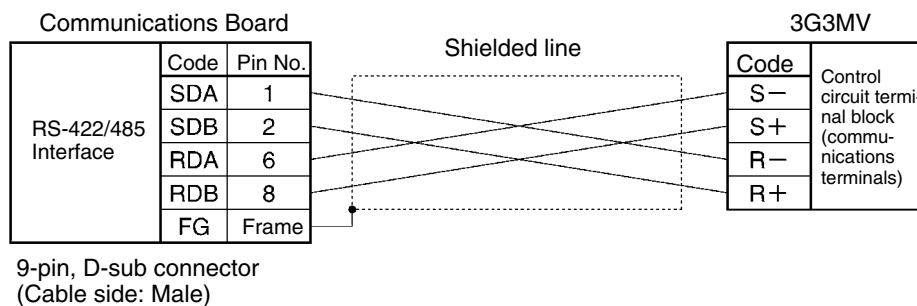 Communications Board
3G3MV
Shielded line
Code Pin No.
SDA 1
SDB 2
RDA 6
RDB 8
FG Frame
RS-422/485
Interface
Code
S−
S+
R−
R+
Control
circuit termi-
nal block
(commu-
nications
terminals)
9-pin, D-sub connector
(Cable side: Male)